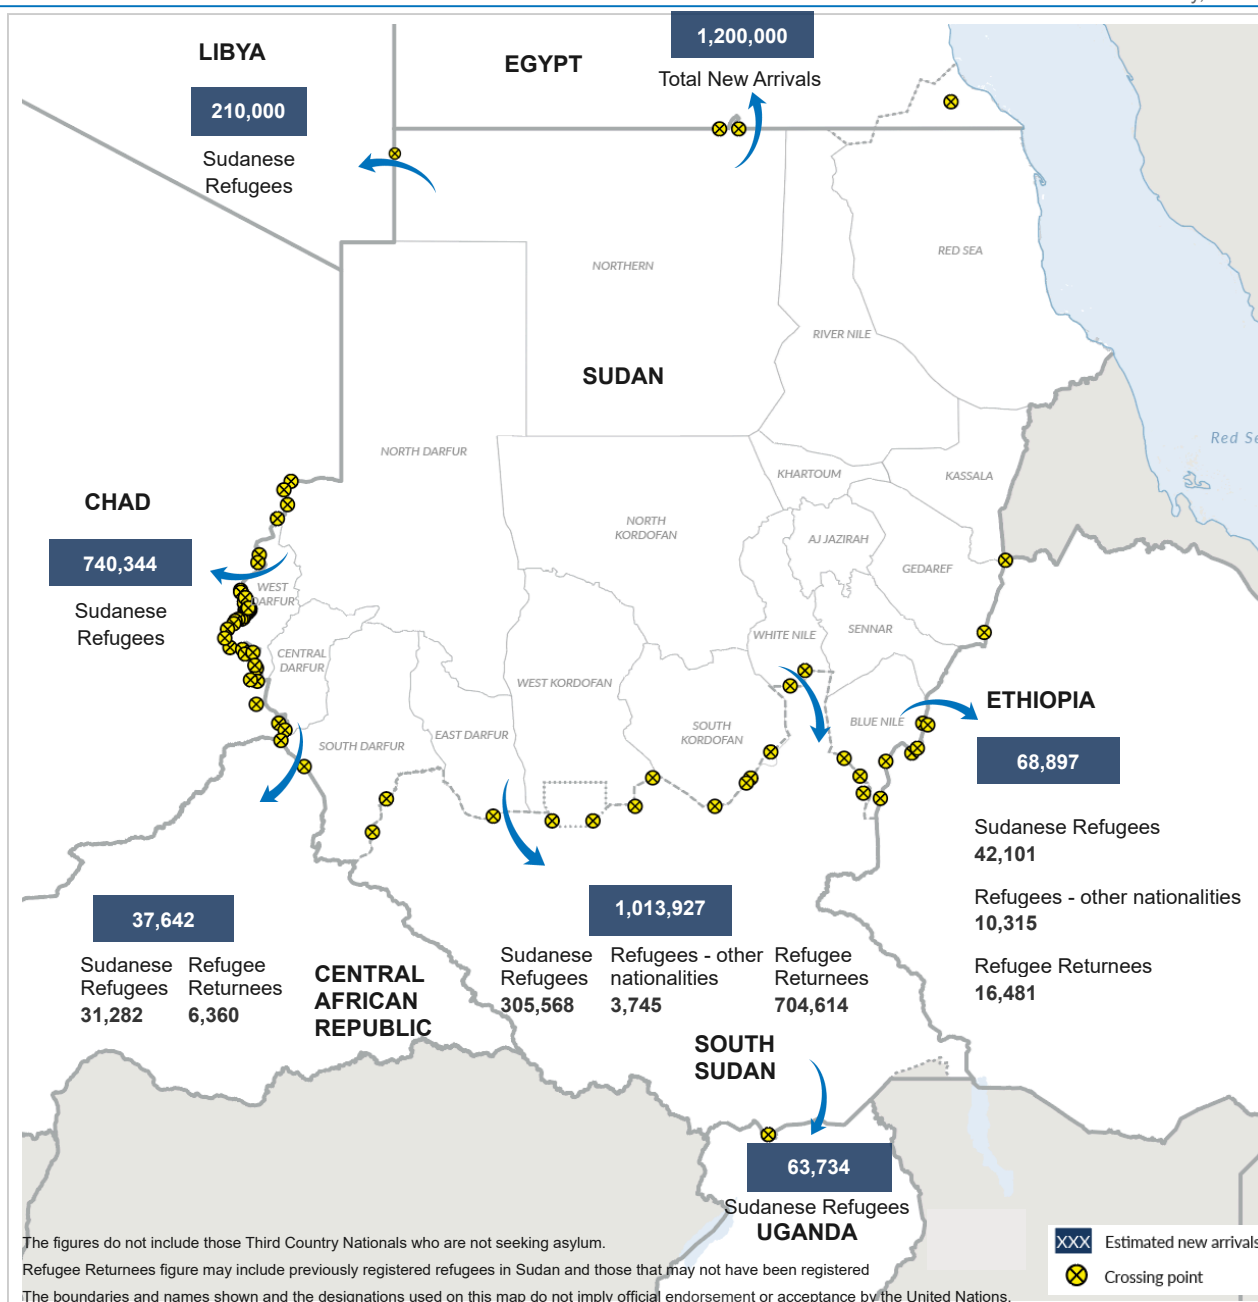 LIBYA
210,000
Sudanese
Refugees
EGYPT
1,200,000
Total New Arrivals
NORTHERN
RED SEA
RIVER NILE
SUDAN
NORTH DARFUR
KHARTOUM
KASSALA
Red Se
CHAD
740,344
Sudanese
Refugees
NORTH
KORDOFAN
AJ JAZIRAH
GEDAREF
WEST
DARFUR
WHITE NILE
SENNAR
CENTRAL
DARFUR
WEST KORDOFAN
SOUTH DARFUR
EAST DARFUR
SOUTH
KORDOFAN
BLUE NILE
ETHIOPIA
68,897
Sudanese Refugees
42,101
Refugees - other nationalities
10,315
Refugee Returnees
16,481
37,642
Sudanese Refugees
31,282
Refugee Returnees
6,360
CENTRAL
AFRICAN
REPUBLIC
1,013,927
Sudanese Refugees
305,568
Refugees - other nationalities
3,745
Refugee Returnees
704,614
SOUTH
SUDAN
63,734
Sudanese Refugees
UGANDA
The figures do not include those Third Country Nationals who are not seeking asylum.
Refugee Returnees figure may include previously registered refugees in Sudan and those that may not have been registered
The boundaries and names shown and the designations used on this map do not imply official endorsement or acceptance by the United Nations.
XXX Estimated new arrivals
Crossing point